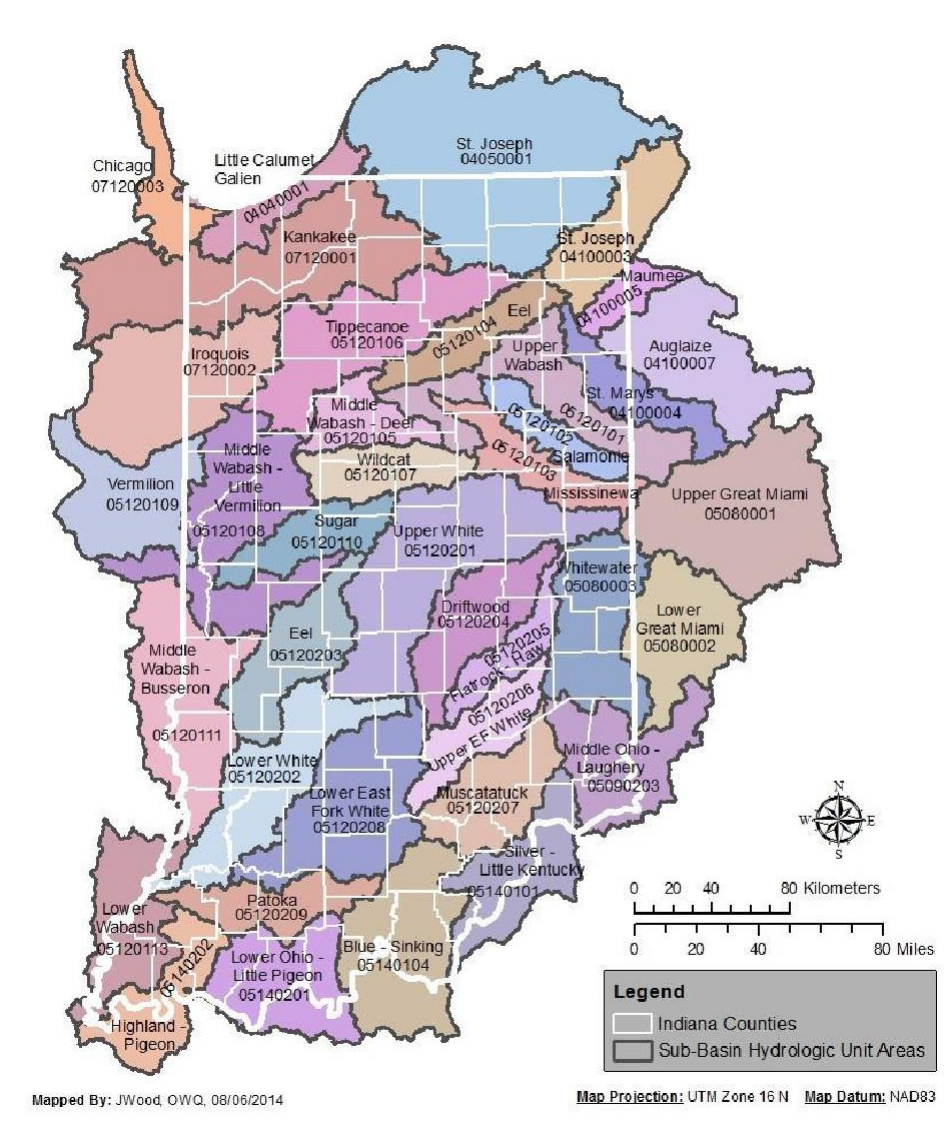 St. Joseph
04050001
Chicago
07120003
Little Calumet
Galien
04040001
Kankakee
07120001
St. Joseph
04100003
Maumee
04100005
Eel
05120104
Tippecanoe
05120106
Upper
Wabash
05120101
Auglaize
04100007
Iroquois
07120002
St. Marys
04100004
Middle
Wabash - Deer
05120105
05120102
Salamonie
05120103
Mississinewa
Middle
Wabash -
Little
Vermilion
05120108
Wildcat
05120107
Vermilion
05120109
Upper Great Miami
05080001
Sugar
05120110
Upper White
05120201
Whitewater
05080003
Driftwood
05120204
Lower
Great Miami
05080002
Eel
05120203
05120205
Flatrock - Haw
05120206
Upper EF White
Middle
Wabash -
Busseron
05120111
Lower White
05120202
Middle Ohio -
Laughery
05090203
Lower East
Fork White
05120208
Muscatatuck
05120207
Silver -
Little Kentucky
05140101
N
W E
S
Patoka
05120209
Lower
Wabash
05120113
05140202
Lower Ohio -
Little Pigeon
05140201
Blue - Sinking
05140104
Highland -
Pigeon
0 20 40 80 Kilometers
0 20 40 80 Miles
Legend
Indiana Counties
Sub-Basin Hydrologic Unit Areas
Mapped By: JWood, OWQ, 08/06/2014
Map Projection: UTM Zone 16 N Map Datum: NAD83